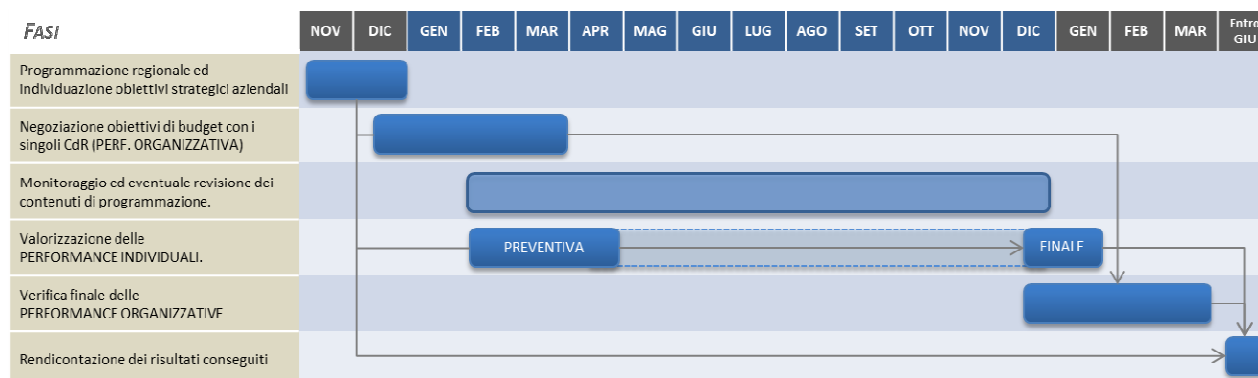 FASI NOV DIC GEN FEB MAR APR MAG GIU LUG AGO SET OTT NOV DIC GEN FEB MAR Entro GIU
Programmazione regionale ed
individuazione obiettivi strategici aziendali
Negoziazione obiettivi di budget con i
singoli CdR (PERF. ORGANIZZATIVA)
Monitoraggio ed eventuale revisione dei
contenuti di programmazione.
Valorizzazione delle
PERFORMANCE INDIVIDUALI.
PREVENTIVA FINALE
Verifica finale delle
PERFORMANCE ORGANIZZATIVE
Rendicontazione dei risultati conseguiti